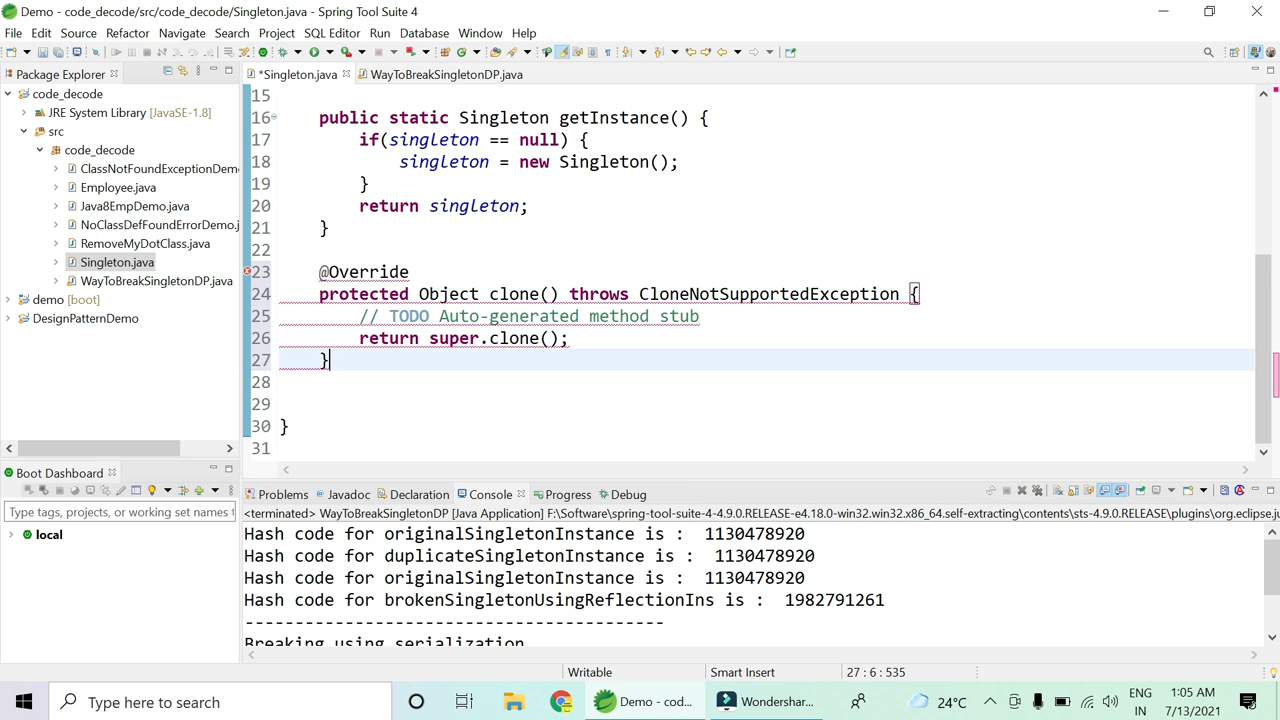 Demo - code_decode/src/code_decode/Singleton.java - Spring Tool Suite 4
File Edit Source Refactor Navigate Search Project SQL Editor Run Database Window Help
Package Explorer
code_decode
JRE System Library [JavaSE-1.8]
src
code_decode
ClassNotFoundExceptionDem
Employee.java
Java8EmpDemo.java
NoClassDefFoundErrorDemo.j
RemoveMyDotClass.java
Singleton.java
WayToBreakSingletonDP.java
demo [boot]
DesignPatternDemo
Boot Dashboard
Type tags, projects, or working set names t
local
*Singleton.java WayToBreakSingletonDP.java
15
16 public static Singleton getInstance() {
17 if(singleton == null) {
18 singleton = new Singleton();
19 }
20 return singleton;
21 }
22
23 @Override
24 protected Object clone() throws CloneNotSupportedException {
25 // TODO Auto-generated method stub
26 return super.clone();
27 }
28
29
30 }
31
Problems Javadoc Declaration Console Progress Debug
<terminated> WayToBreakSingletonDP [Java Application] F:\Software\spring-tool-suite-4-4.9.0.RELEASE-e4.18.0-win32.win32.x86_64.self-extracting\contents\sts-4.9.0.RELEASE\plugins\org.eclipse.ju
Hash code for originalSingletonInstance is : 1130478920
Hash code for duplicateSingletonInstance is : 1130478920
Hash code for originalSingletonInstance is : 1130478920
Hash code for brokenSingletonUsingReflectionIns is : 1982791261
-----------------------------------------
Breaking using serialization
Writable Smart Insert 27 : 6 : 535
Type here to search
Demo - cod...
Wondershar...
24°C
ENG
IN
1:05 AM
7/13/2021